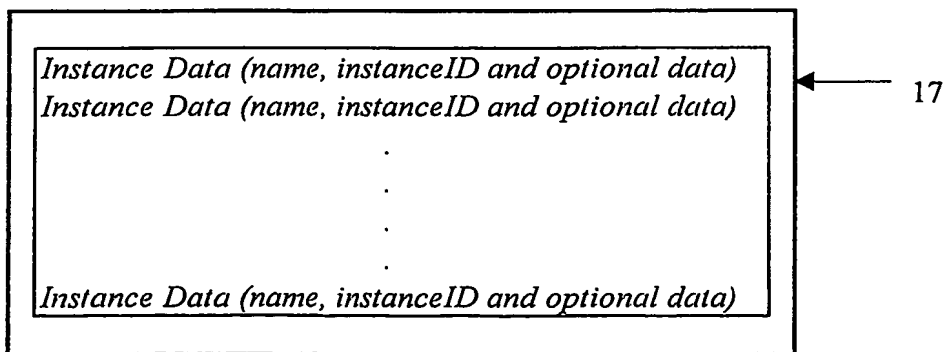 Instance Data (name, instanceID and optional data)
17
Instance Data (name, instanceID and optional data)
.
.
.
.
Instance Data (name, instanceID and optional data)